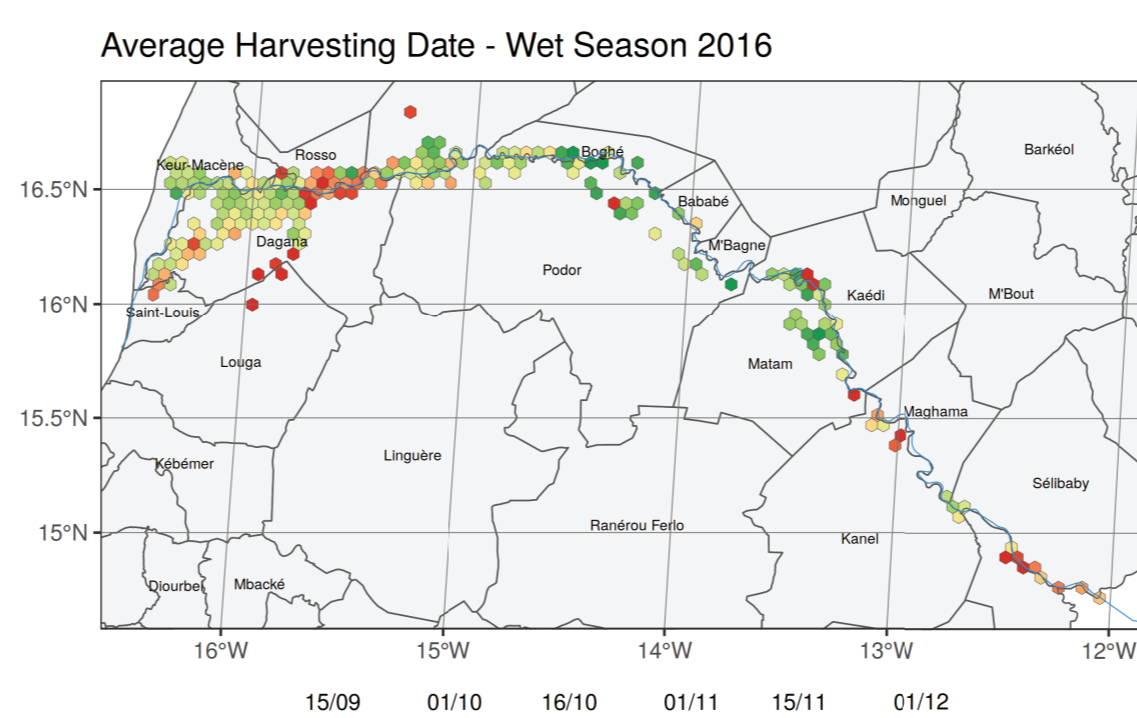 Average Harvesting Date - Wet Season 2016
Barkéol
Boghé
Rosso
Keur-Macène
16.5°N
Monguel
Bababé
Dagana
M'Bagne
Podor
Kaédi
M'Bout
16°N
Saint-Louis
Louga
Matam
Maghama
15.5°N
Linguère
Kébémer
Sélibaby
Ranérou Ferlo
15°N
Kanel
Diourbel
Mbacké
16°W 15°W 14°W 13°W 12°W
15/09 01/10 16/10 01/11 15/11 01/12